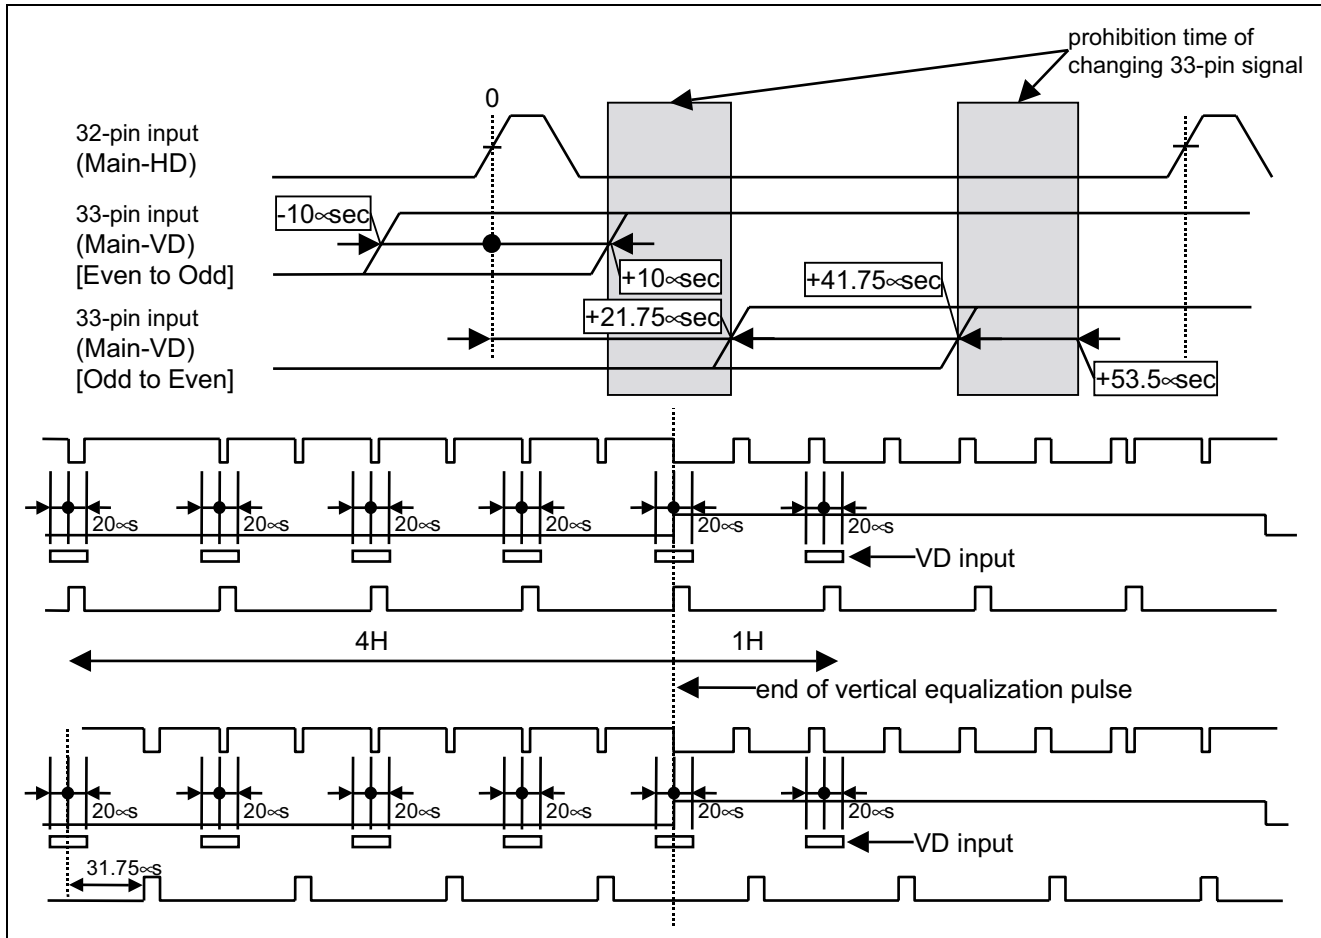 prohibition time of
changing 33-pin signal
0
32-pin input
(Main-HD)
33-pin input
(Main-VD)
[Even to Odd]
-10∝sec
+10∝sec
+41.75∝sec
+21.75∝sec
33-pin input
(Main-VD)
[Odd to Even]
+53.5∝sec
20∝s 20∝s 20∝s 20∝s 20∝s 20∝s
VD input
4H 1H
end of vertical equalization pulse
20∝s 20∝s 20∝s 20∝s 20∝s 20∝s
VD input
31.75∝s